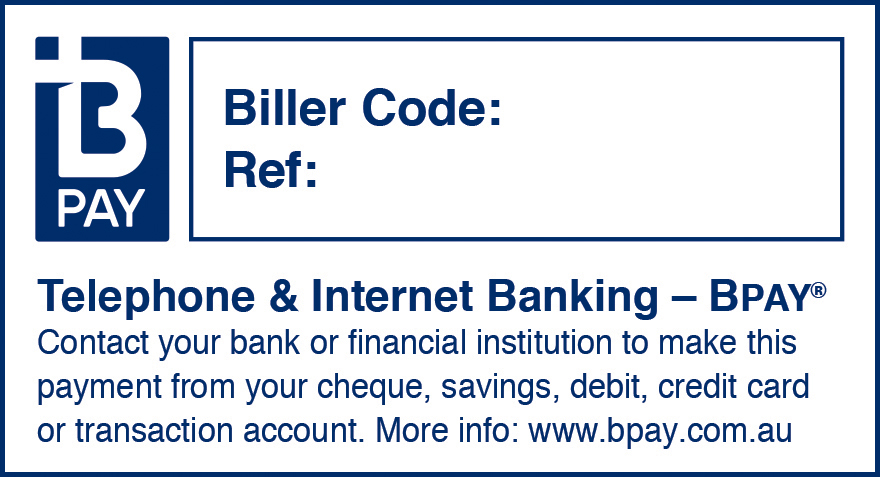 B
PAY
Biller Code:
Ref:
Telephone & Internet Banking – BPAY®
Contact your bank or financial institution to make this
payment from your cheque, savings, debit, credit card
or transaction account. More info: www.bpay.com.au